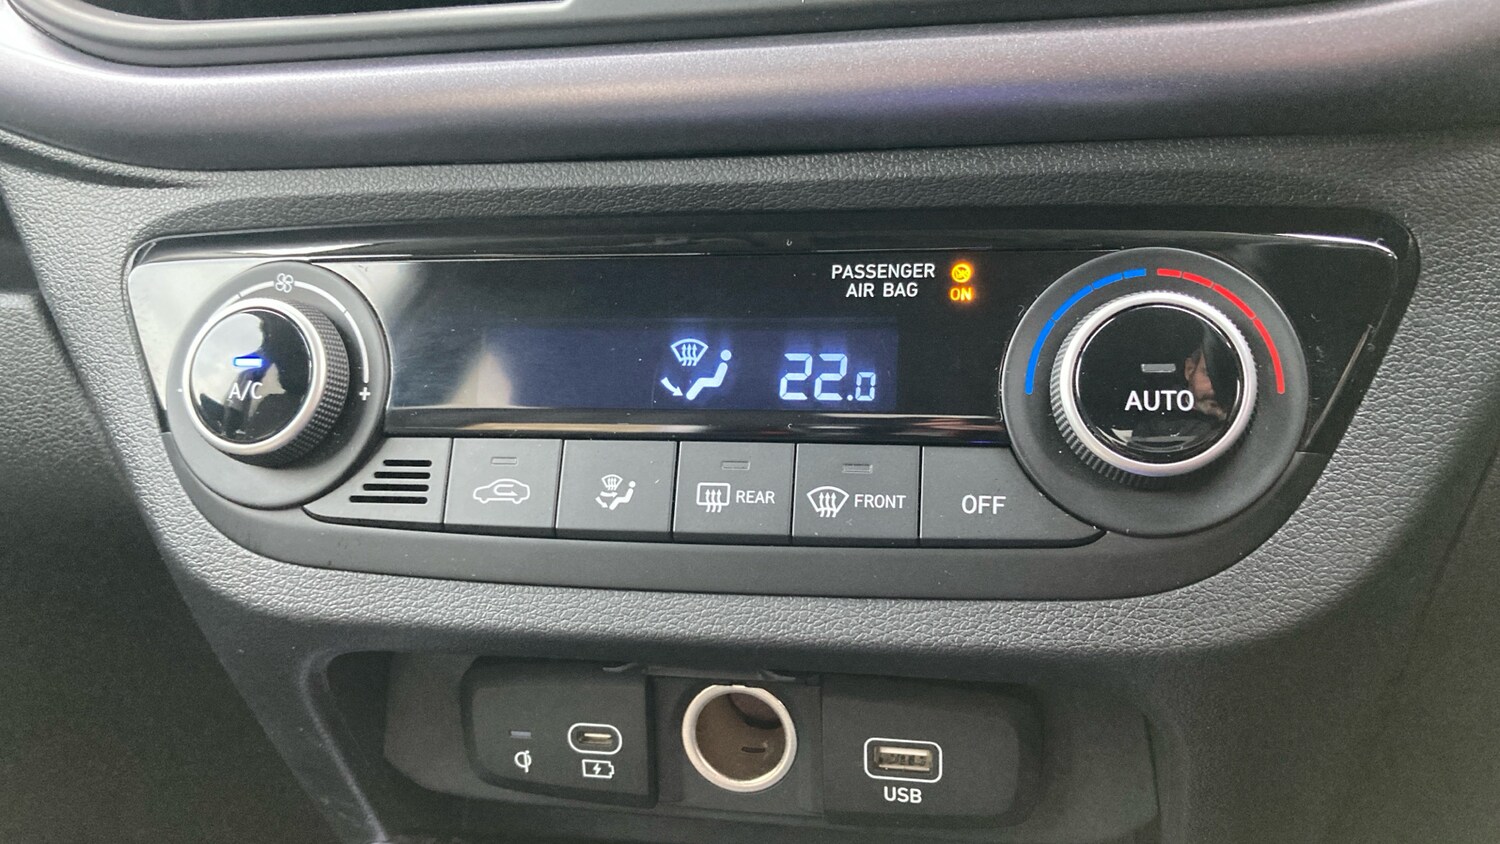 PASSENGER
AIR BAG ON
22.0
A/C
- +
AUTO
REAR
FRONT
OFF
USB